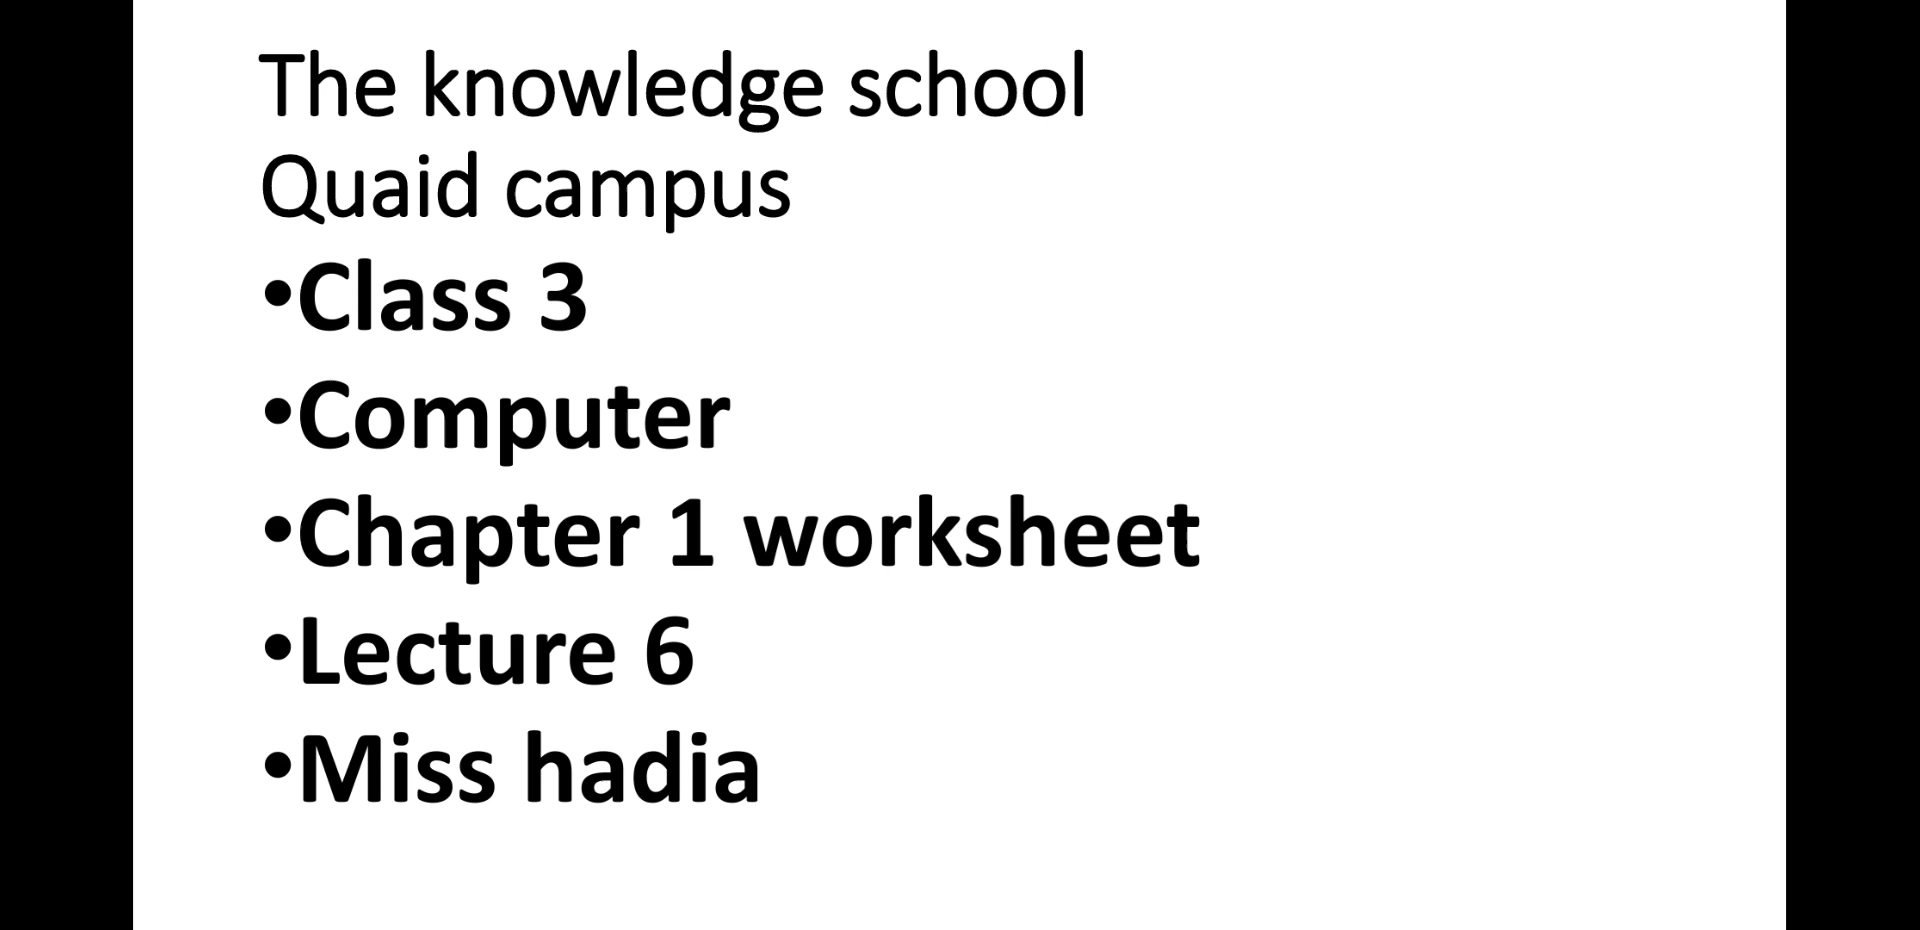 The knowledge school
Quaid campus
•Class 3
•Computer
•Chapter 1 worksheet
•Lecture 6
•Miss hadia